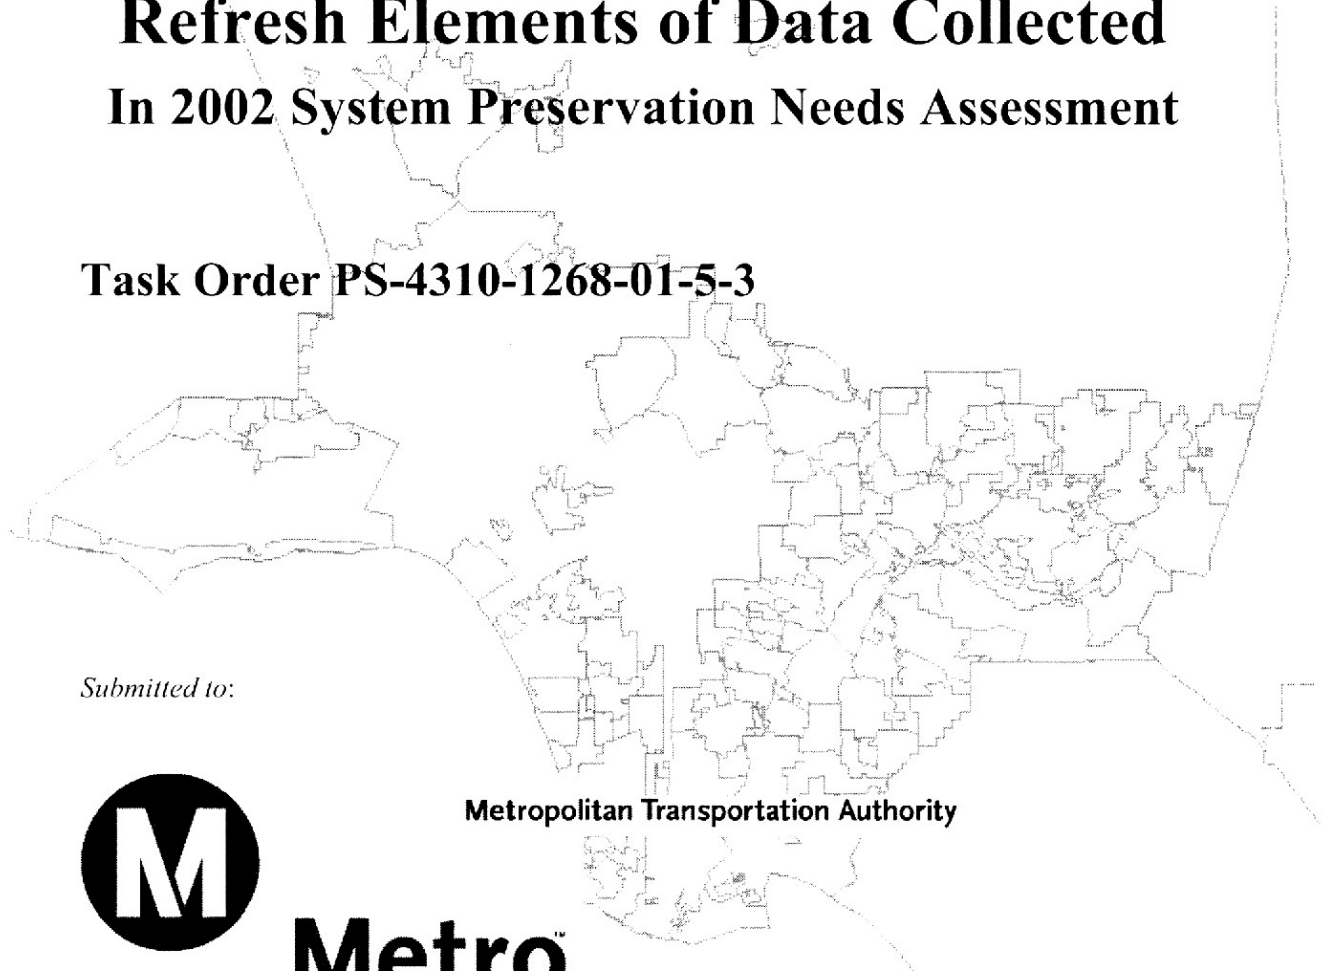 Refresh Elements of Data Collected
In 2002 System Preservation Needs Assessment
Task Order PS-4310-1268-01-5-3
Submitted to:
Metropolitan Transportation Authority
M
Metro™